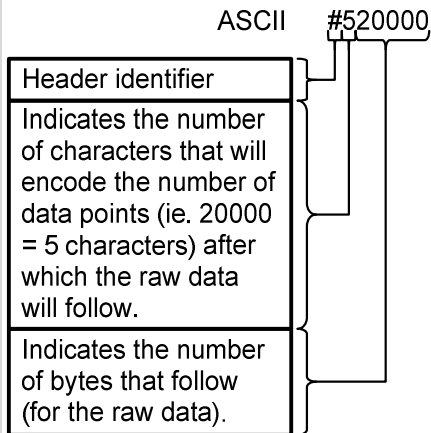 ASCII #520000
Header identifier
Indicates the number
of characters that will
encode the number of
data points (ie. 20000
= 5 characters) after
which the raw data
will follow.
Indicates the number
of bytes that follow
(for the raw data).